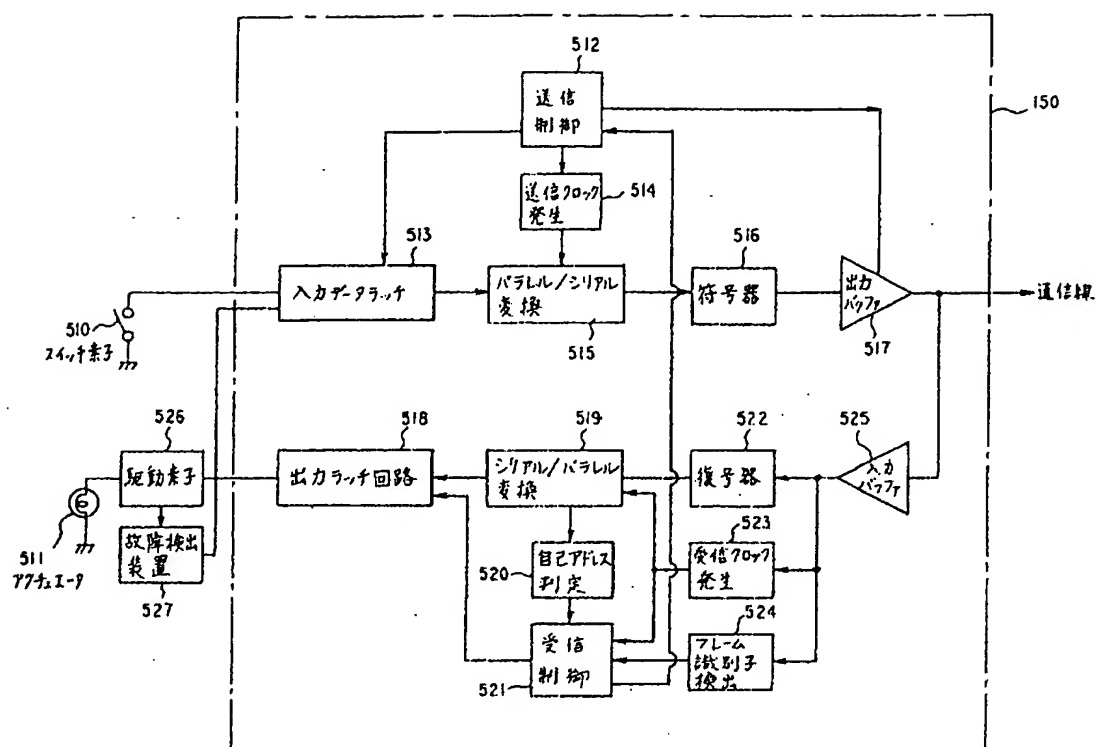 512
送信
制御
150
送信クロック
発生
514
513
入力データラッチ
パラレル/シリアル
変換
515
516
符号器
出力
バッファ
517
通信線
510
スイッチ素子
526
駆動素子
518
出力ラッチ回路
519
シリアル/パラレル
変換
522
復号器
525
入力
バッファ
511
アクチュエータ
故障検出
装置
527
520
自己アドレス
判定
523
受信クロック
発生
524
フレーム
識別子
検出
受信
制御
521